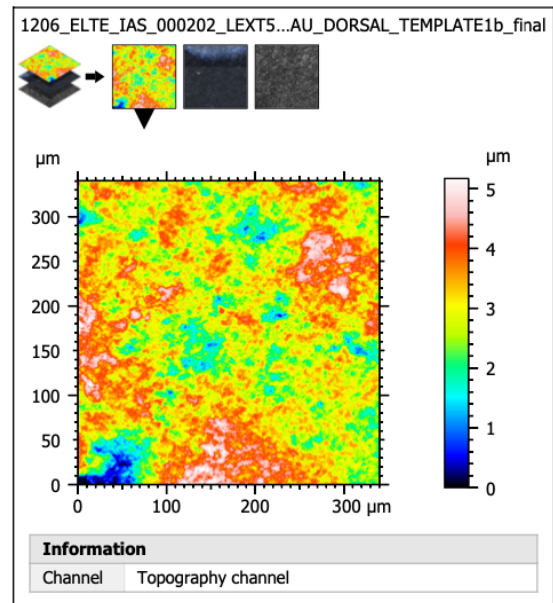 1206_ELTE_IAS_000202_LEXT5...AU_DORSAL_TEMPLATE1b_final
µm
µm
300
250
200
150
100
50
0
0
100
200
300 µm
5
4
3
2
1
0
Information
Channel Topography channel